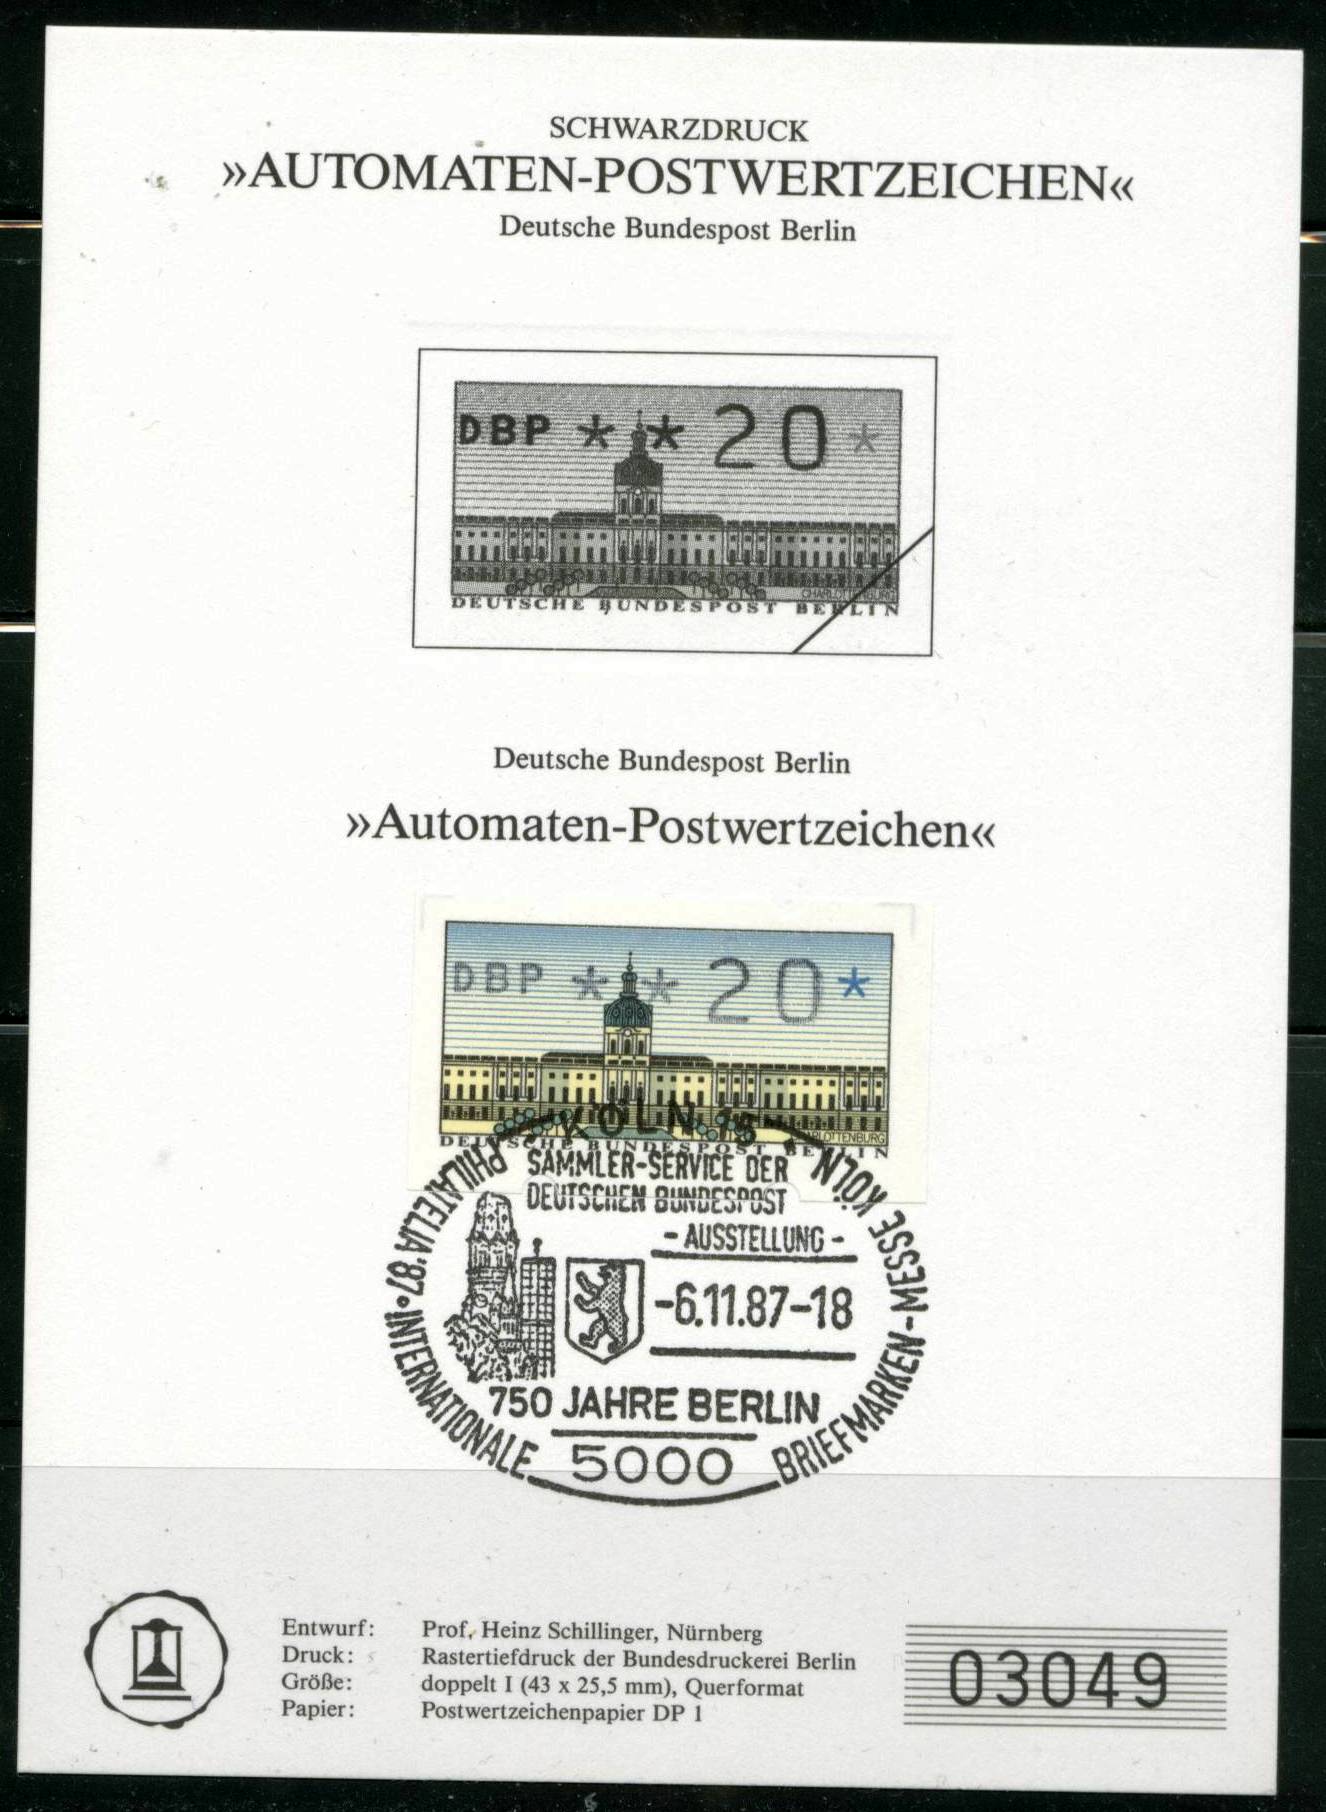 SCHWARZDRUCK
»AUTOMATEN-POSTWERTZEICHEN«
Deutsche Bundespost Berlin
DBP ** 20*
CHARLOTTENBURG
DEUTSCHE BUNDESPOST BERLIN
Deutsche Bundespost Berlin
»Automaten-Postwertzeichen«
DBP ** 20*
CHARLOTTENBURG
DEUTSCHE BUNDESPOST BERLIN
KÖLN 15
SAMMLER-SERVICE DER
DEUTSCHEN BUNDESPOST
- AUSSTELLUNG -
-6.11.87-18
750 JAHRE BERLIN
5000
PHILATELIA'87 • INTERNATIONALE BRIEFMARKEN-MESSE KÖLN
Entwurf: Prof. Heinz Schillinger, Nürnberg
Druck: Rastertiefdruck der Bundesdruckerei Berlin
Größe: doppelt I (43 x 25,5 mm), Querformat
Papier: Postwertzeichenpapier DP 1
03049